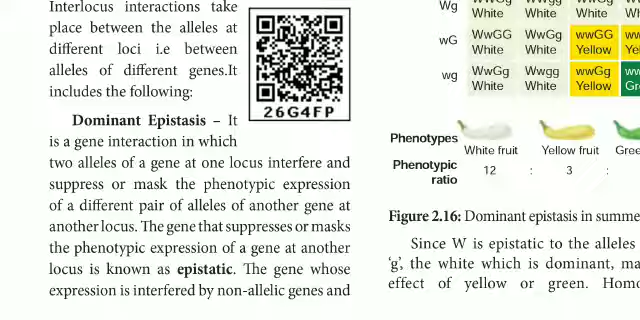 Interlocus interactions take
place between the alleles at
different loci i.e between
alleles of different genes.It
includes the following:
Dominant Epistasis – It
is a gene interaction in which
two alleles of a gene at one locus interfere and
suppress or mask the phenotypic expression
of a different pair of alleles of another gene at
another locus. The gene that suppresses or masks
the phenotypic expression of a gene at another
locus is known as epistatic. The gene whose
expression is interfered by non-allelic genes and
26G4FP
Wg
White White White White
wG WwGG WwGg wwGG ww
White White Yellow Ye
wg WwGg Wwgg wwGg ww
White White Yellow Gr
Phenotypes
White fruit Yellow fruit Gree
Phenotypic 12 : 3 :
ratio
Figure 2.16: Dominant epistasis in summe
Since W is epistatic to the alleles
‘g’, the white which is dominant, ma
effect of yellow or green. Homo